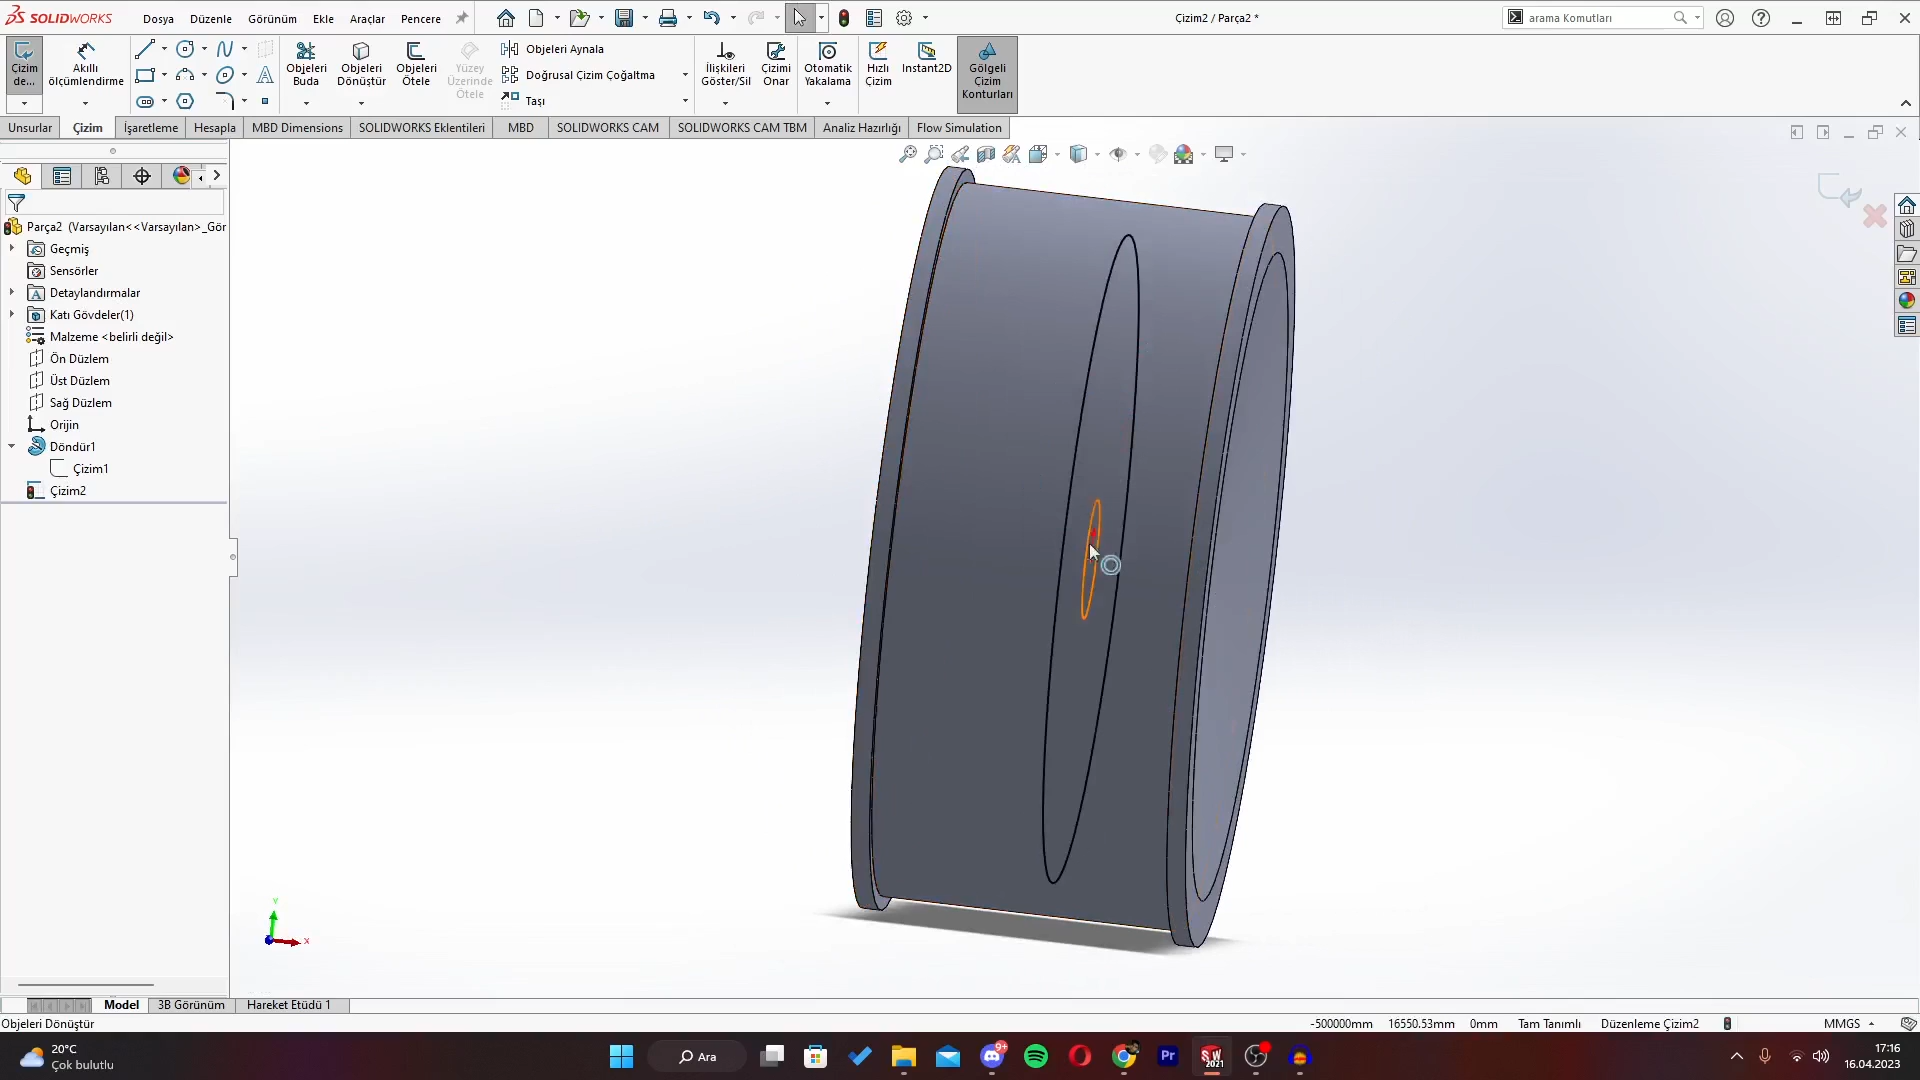 SOLIDWORKS
Dosya
Düzenle
Görünüm
Ekle
Araçlar
Pencere
Çizim2 / Parça2 *
arama Komutları
Çizim
de...
Akıllı
ölçümlendirme
Objeleri
Buda
Objeleri
Dönüştür
Objeleri
Ötele
Yüzey
Üzerinde
Ötele
Objeleri Aynala
Doğrusal Çizim Çoğaltma
Taşı
İlişkileri
Göster/Sil
Çizimi
Onar
Otomatik
Yakalama
Hızlı
Çizim
Instant2D
Gölgeli
Çizim
Konturları
Unsurlar
Çizim
İşaretleme
Hesapla
MBD Dimensions
SOLIDWORKS Eklentileri
MBD
SOLIDWORKS CAM
SOLIDWORKS CAM TBM
Analiz Hazırlığı
Flow Simulation
Parça2 (Varsayılan<<Varsayılan>_Gör
Geçmiş
Sensörler
Detaylandırmalar
Katı Gövdeler(1)
Malzeme <belirli değil>
Ön Düzlem
Üst Düzlem
Sağ Düzlem
Orijin
Döndür1
Çizim1
Çizim2
Y
X
Model
3B Görünüm
Hareket Etüdü 1
Objeleri Dönüştür
-500000mm
16550.53mm
0mm
Tam Tanımlı
Düzenleme Çizim2
MMGS
20°C
Çok bulutlu
Ara
9+
Pr
SW
2021
17:16
16.04.2023